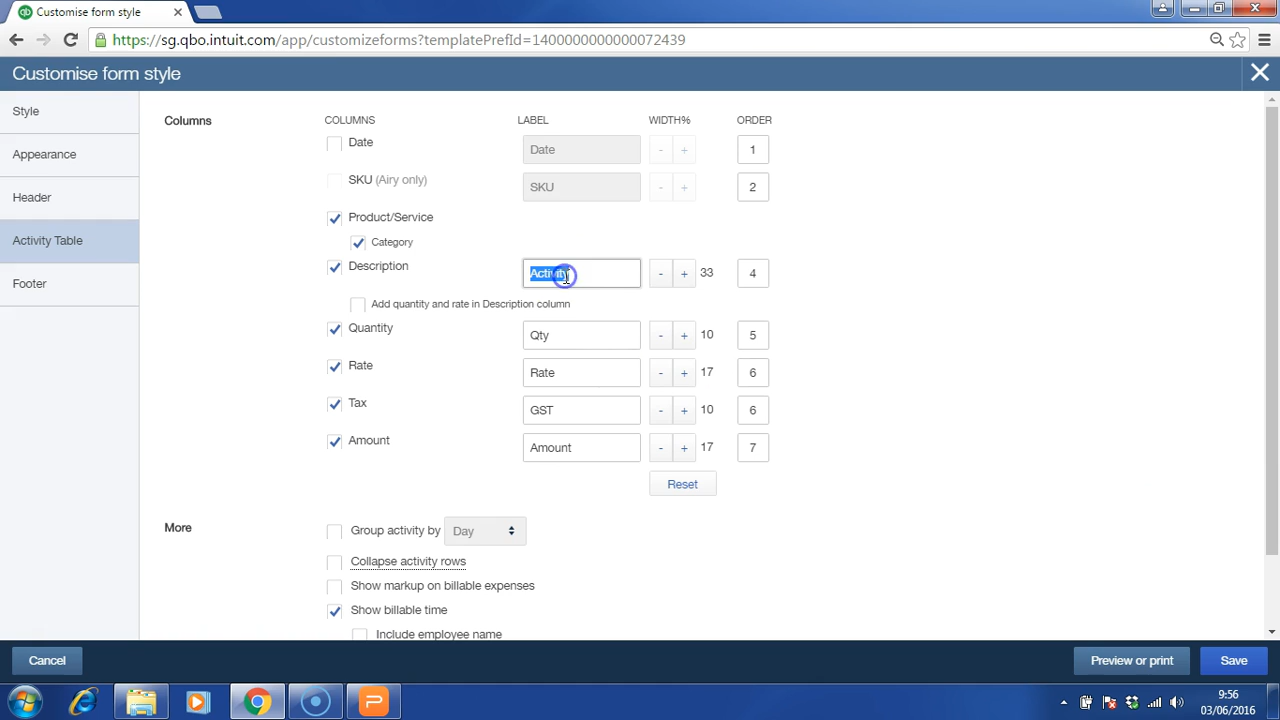 Customise form style
https://sg.qbo.intuit.com/app/customizeforms?templatePrefId=1400000000000072439
Customise form style
Style
Appearance
Header
Activity Table
Footer
Columns
COLUMNS LABEL WIDTH% ORDER
Date Date - + 1
SKU (Airy only) SKU - + 2
Product/Service
Category
Description Activity - + 33 4
Add quantity and rate in Description column
Quantity Qty - + 10 5
Rate Rate - + 17 6
Tax GST - + 10 6
Amount Amount - + 17 7
Reset
More
Group activity by Day
Collapse activity rows
Show markup on billable expenses
Show billable time
Include employee name
Cancel Preview or print Save
9:56
03/06/2016